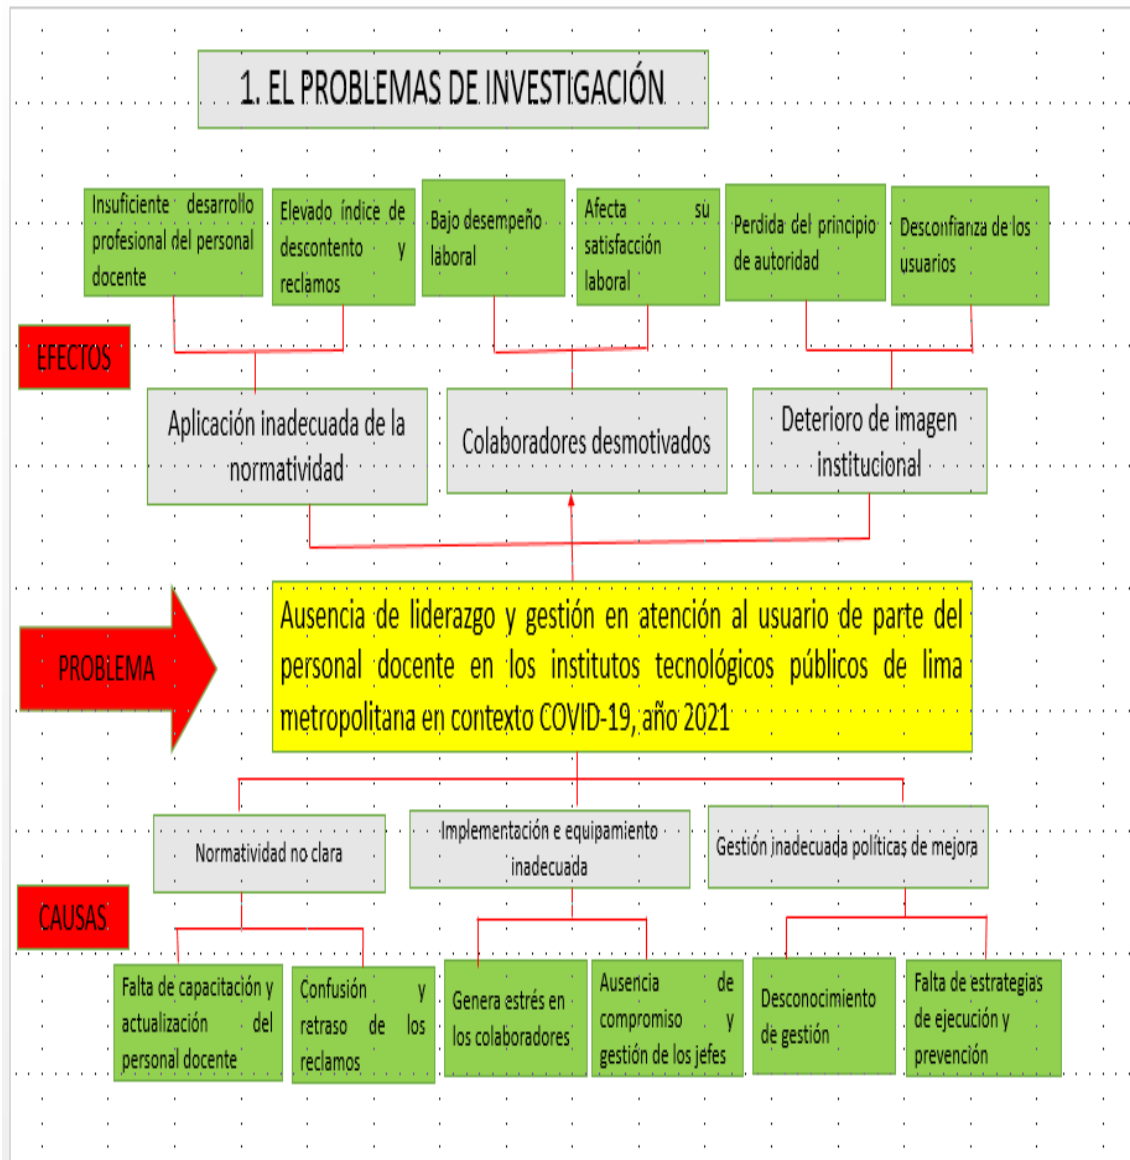 1. EL PROBLEMAS DE INVESTIGACIÓN
Insuficiente desarrollo
profesional del personal
docente
Elevado índice de
descontento y
reclamos
Bajo desempeño
laboral
Afecta su
satisfacción
laboral
Perdida del principio
de autoridad
Desconfianza de los
usuarios
EFECTOS
Aplicación inadecuada de la
normatividad
Colaboradores desmotivados
Deterioro de imagen
institucional
PROBLEMA
Ausencia de liderazgo y gestión en atención al usuario de parte del
personal docente en los institutos tecnológicos públicos de lima
metropolitana en contexto COVID-19, año 2021
Normatividad no clara
Implementación e equipamiento
inadecuada
Gestión inadecuada políticas de mejora
CAUSAS
Falta de capacitación y
actualización del
personal docente
Confusión y
retraso de los
reclamos
Genera estrés en
los colaboradores
Ausencia de
compromiso y
gestión de los jefes
Desconocimiento
de gestión
Falta de estrategias
de ejecución y
prevención